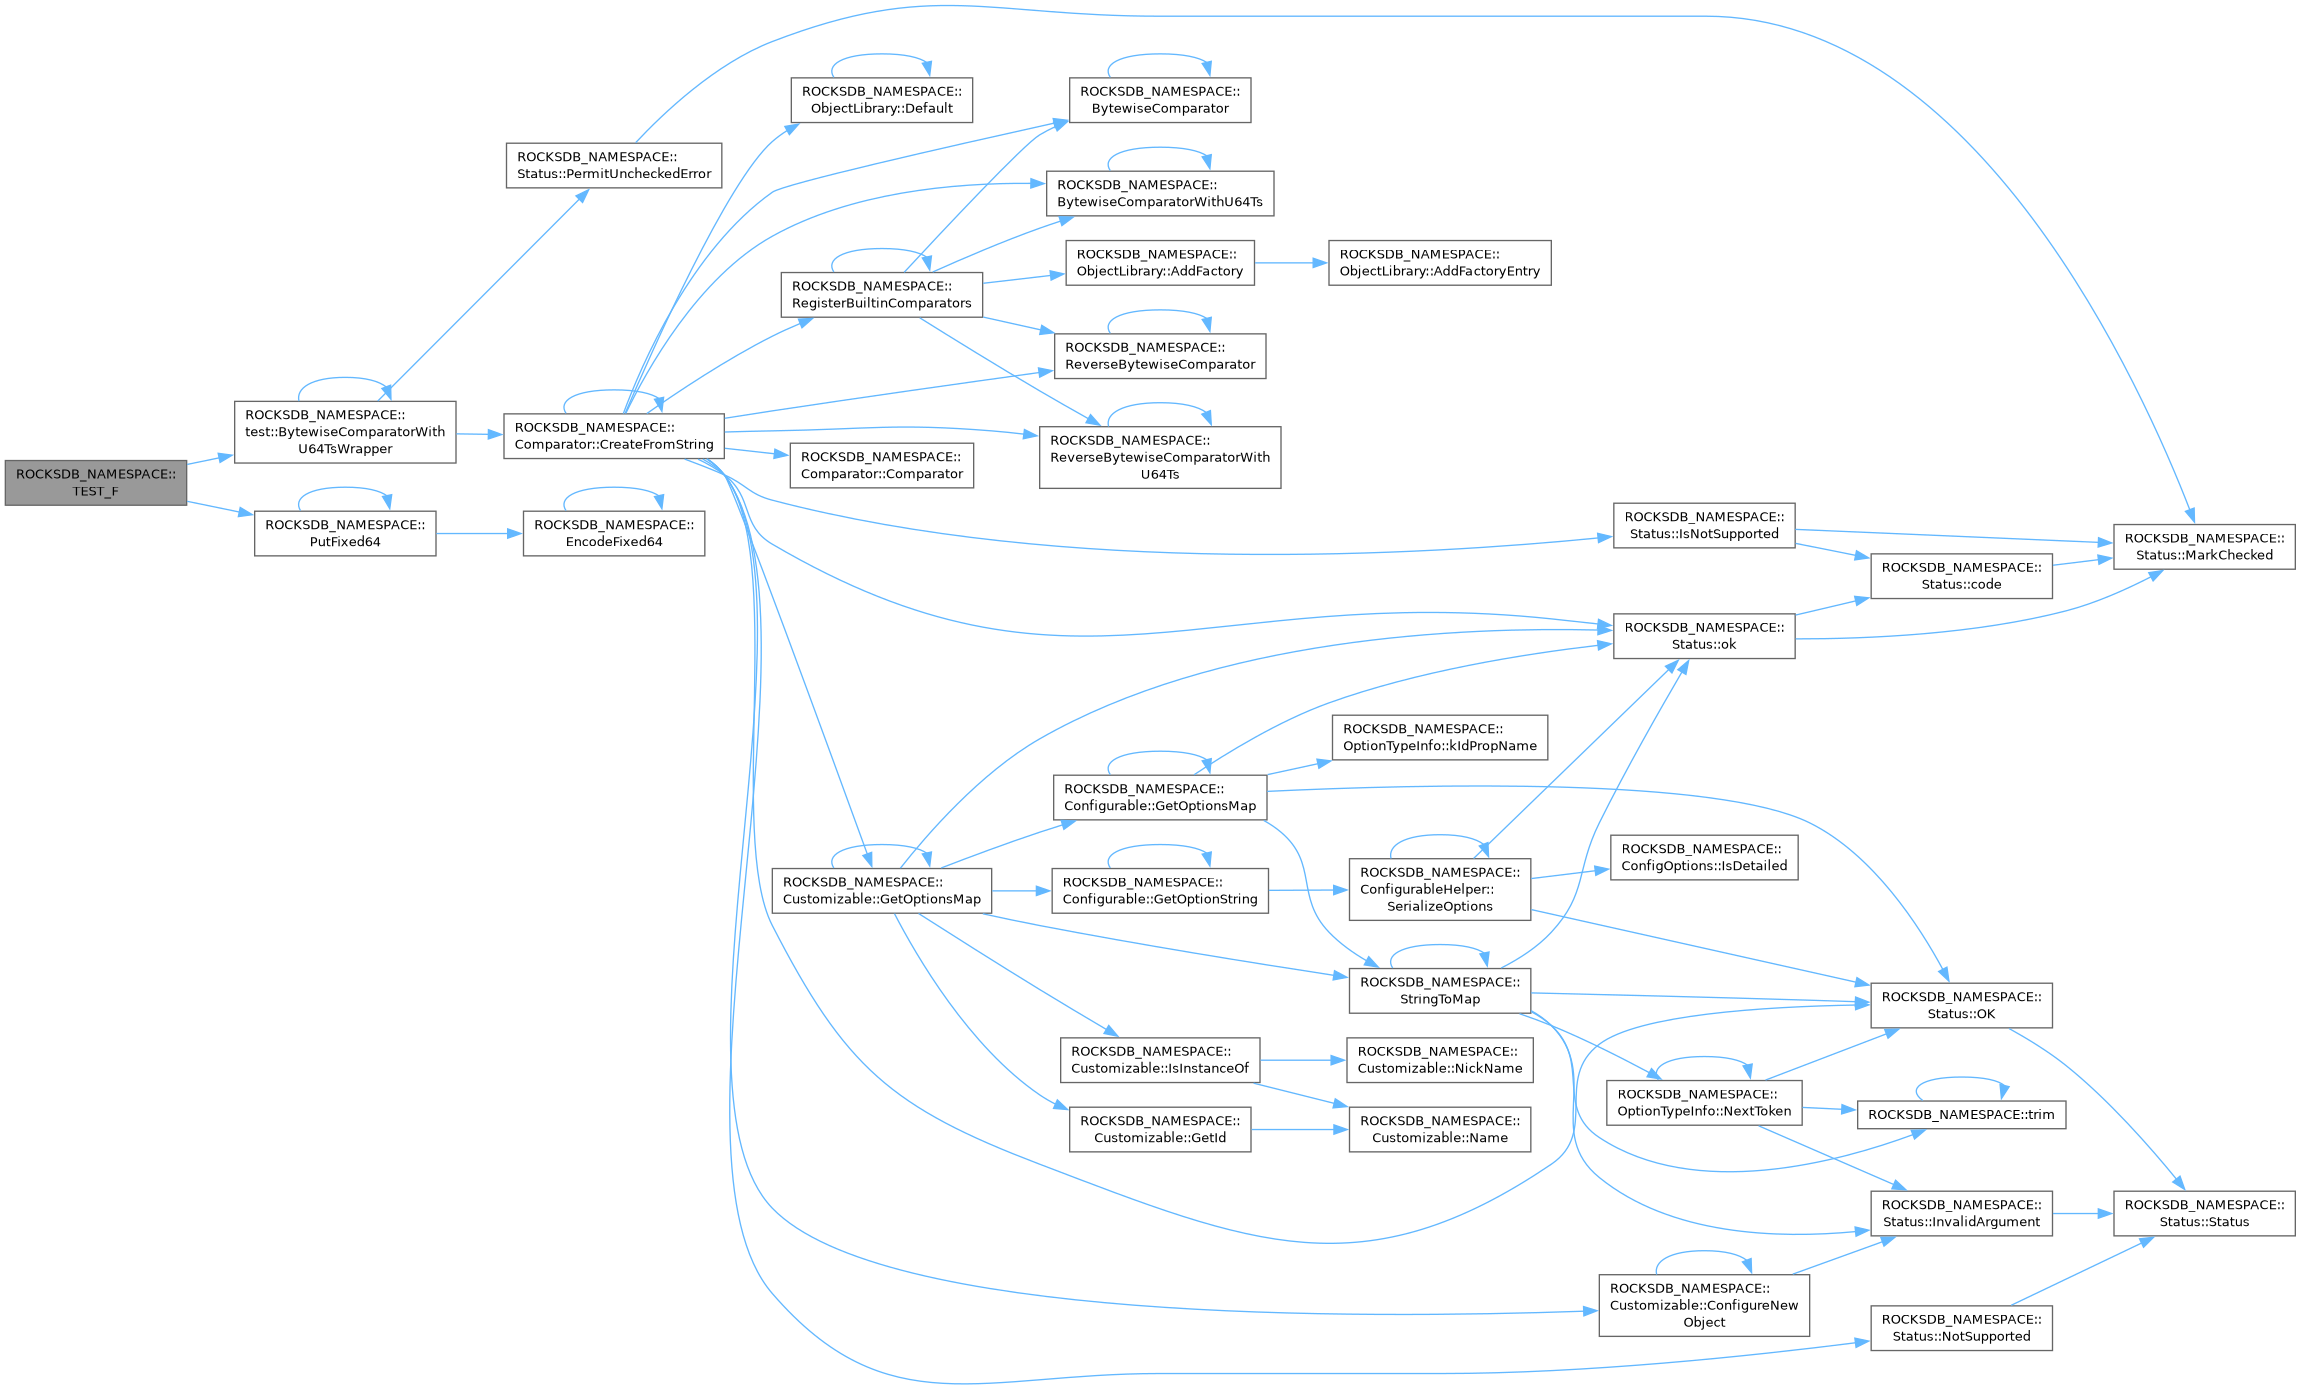 ROCKSDB_NAMESPACE::
TEST_F
ROCKSDB_NAMESPACE::
test::BytewiseComparatorWith
U64TsWrapper
ROCKSDB_NAMESPACE::
PutFixed64
ROCKSDB_NAMESPACE::
Status::PermitUncheckedError
ROCKSDB_NAMESPACE::
Comparator::CreateFromString
ROCKSDB_NAMESPACE::
EncodeFixed64
ROCKSDB_NAMESPACE::
ObjectLibrary::Default
ROCKSDB_NAMESPACE::
RegisterBuiltinComparators
ROCKSDB_NAMESPACE::
Comparator::Comparator
ROCKSDB_NAMESPACE::
Customizable::GetOptionsMap
ROCKSDB_NAMESPACE::
BytewiseComparator
ROCKSDB_NAMESPACE::
BytewiseComparatorWithU64Ts
ROCKSDB_NAMESPACE::
ObjectLibrary::AddFactory
ROCKSDB_NAMESPACE::
ReverseBytewiseComparator
ROCKSDB_NAMESPACE::
ReverseBytewiseComparatorWith
U64Ts
ROCKSDB_NAMESPACE::
Configurable::GetOptionsMap
ROCKSDB_NAMESPACE::
Configurable::GetOptionString
ROCKSDB_NAMESPACE::
Customizable::IsInstanceOf
ROCKSDB_NAMESPACE::
Customizable::GetId
ROCKSDB_NAMESPACE::
ObjectLibrary::AddFactoryEntry
ROCKSDB_NAMESPACE::
OptionTypeInfo::kIdPropName
ROCKSDB_NAMESPACE::
ConfigurableHelper::
SerializeOptions
ROCKSDB_NAMESPACE::
StringToMap
ROCKSDB_NAMESPACE::
Customizable::NickName
ROCKSDB_NAMESPACE::
Customizable::Name
ROCKSDB_NAMESPACE::
Status::IsNotSupported
ROCKSDB_NAMESPACE::
Status::ok
ROCKSDB_NAMESPACE::
ConfigOptions::IsDetailed
ROCKSDB_NAMESPACE::
OptionTypeInfo::NextToken
ROCKSDB_NAMESPACE::
Customizable::ConfigureNew
Object
ROCKSDB_NAMESPACE::
Status::code
ROCKSDB_NAMESPACE::
Status::OK
ROCKSDB_NAMESPACE::trim
ROCKSDB_NAMESPACE::
Status::InvalidArgument
ROCKSDB_NAMESPACE::
Status::NotSupported
ROCKSDB_NAMESPACE::
Status::MarkChecked
ROCKSDB_NAMESPACE::
Status::Status